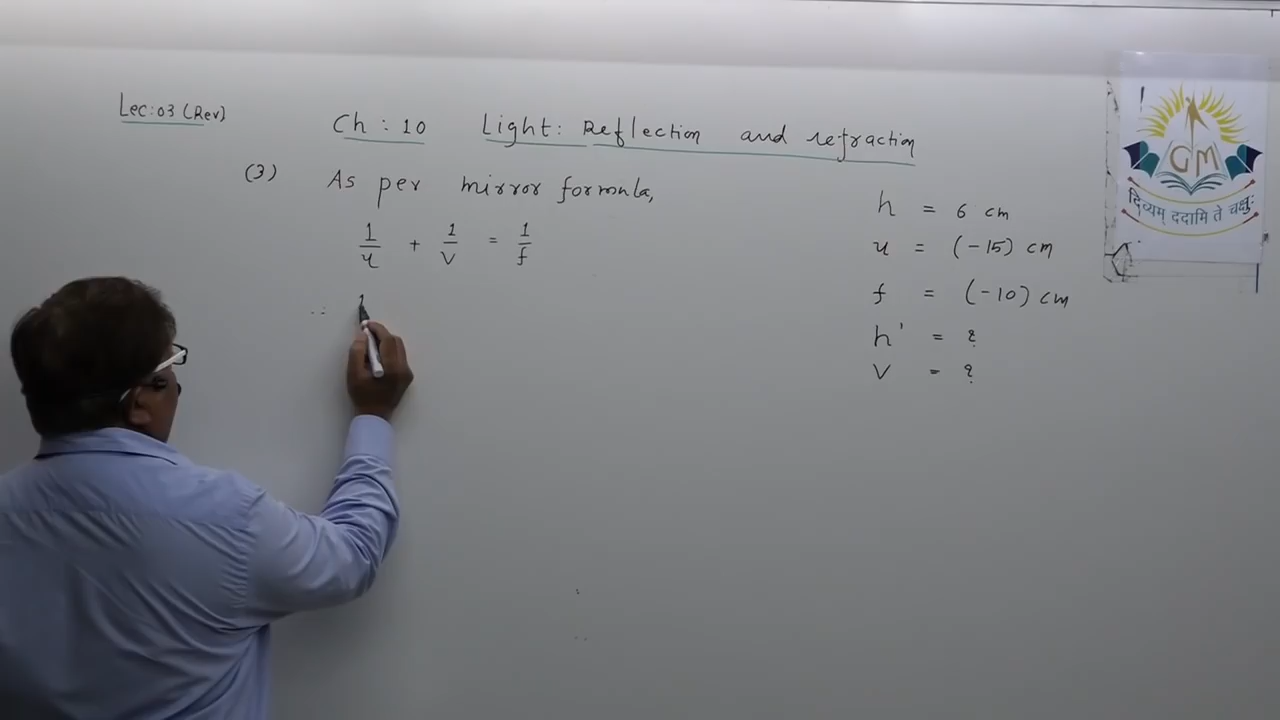 Lec:03 (Rev)
Ch : 10 Light: Reflection and refraction
(3) As per mirror formula,
1/u + 1/v = 1/f
∴ 1
h = 6 cm
u = (-15) cm
f = (-10) cm
h' = ?
v = ?
GM
दिव्यम् ददामि ते चक्षुः